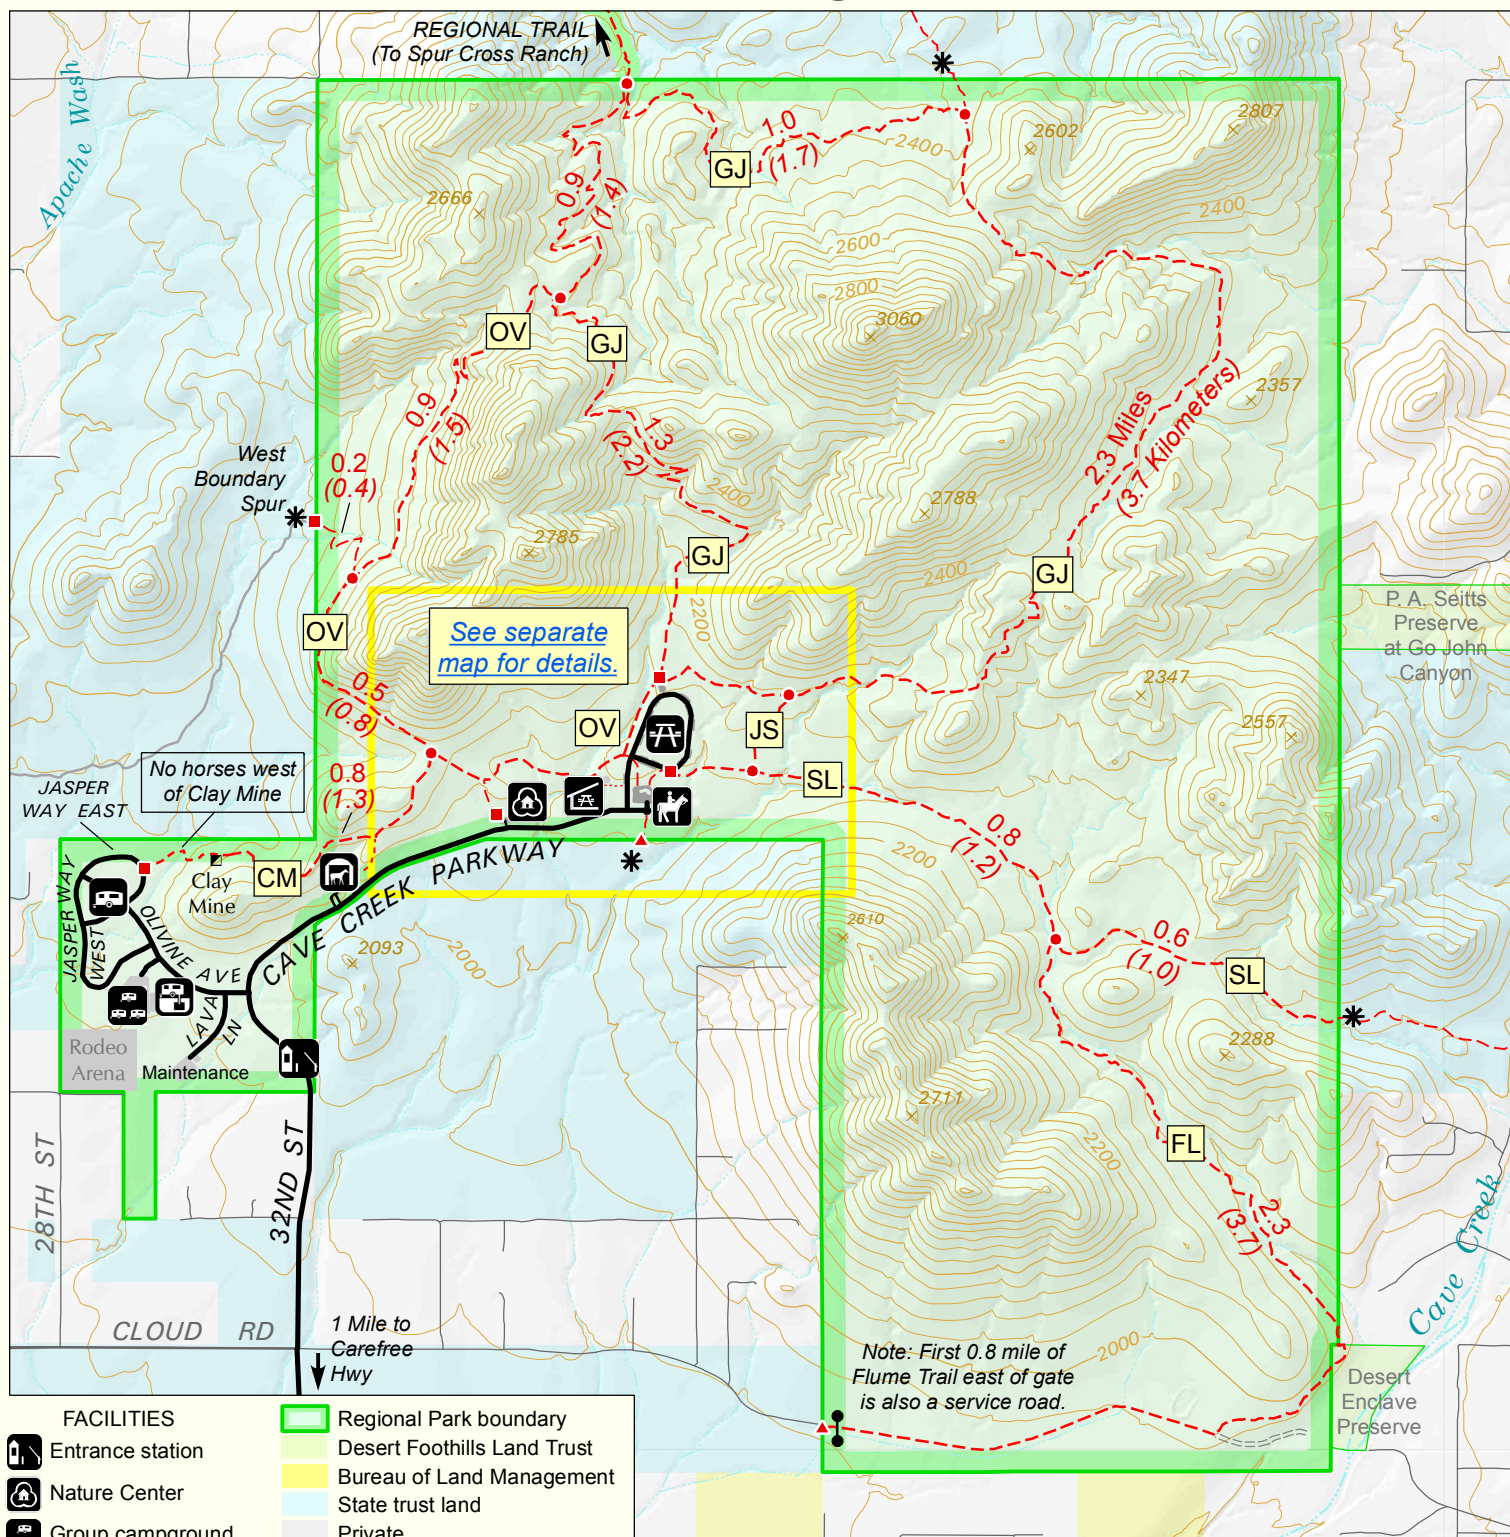 REGIONAL TRAIL
(To Spur Cross Ranch)
Apache Wash
2807
2602
1.0
(1.7)
2400
GJ
0.9
(1.4)
2666
2400
2600
2800
3060
OV
GJ
2357
0.9
(1.5)
1.3
(2.2)
2.3 Miles
(3.7 Kilometers)
West
Boundary
Spur
0.2
(0.4)
2400
2788
2785
GJ
2400
GJ
2200
P. A. Seitts
Preserve
at Go John
Canyon
OV
See separate
map for details.
0.5
(0.8)
2347
2557
OV
JS
No horses west
of Clay Mine
JASPER
WAY EAST
0.8
(1.3)
SL
0.8
(1.2)
2200
CAVE CREEK PARKWAY
Clay
Mine
CM
JASPER WAY
WEST
OLIVINE AVE
2610
2093
2000
0.6
(1.0)
SL
LAVA
LN
2288
Rodeo
Arena
Maintenance
2711
2200
FL
28TH ST
32ND ST
2.3
(3.7)
Cave Creek
CLOUD RD
1 Mile to
Carefree
Hwy
2000
Note: First 0.8 mile of
Flume Trail east of gate
is also a service road.
Desert
Enclave
Preserve
FACILITIES
Entrance station
Nature Center
Group campground
Regional Park boundary
Desert Foothills Land Trust
Bureau of Land Management
State trust land
Private